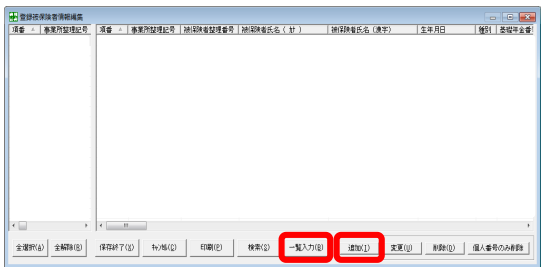 登録被保険者情報編集
項番 事業所整理記号 項番 事業所整理記号 被保険者整理番号 被保険者氏名(カナ) 被保険者氏名(漢字) 生年月日 種別 基礎年金番
全選択(A) 全解除(B) 保存終了(X) キャンセル(C) 印刷(P) 検索(S) 一覧入力(E) 追加(I) 変更(U) 削除(D) 個人番号のみ削除